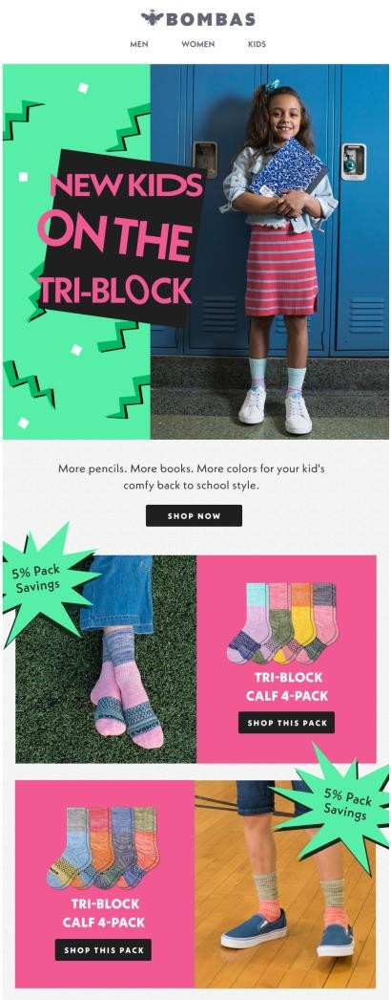 BOMBAS
MEN WOMEN KIDS
NEW KIDS
ON THE
TRI-BLOCK
More pencils. More books. More colors for your kid's
comfy back to school style.
SHOP NOW
5% Pack
Savings
TRI-BLOCK
CALF 4-PACK
SHOP THIS PACK
5% Pack
Savings
TRI-BLOCK
CALF 4-PACK
SHOP THIS PACK